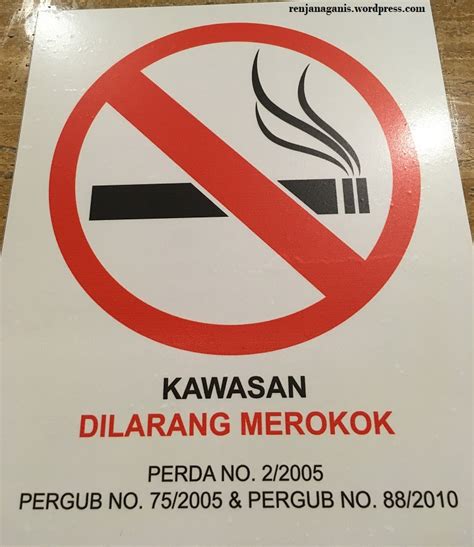 renjanaganis.wordpress.com
KAWASAN
DILARANG MEROKOK
PERDA NO. 2/2005
PERGUB NO. 75/2005 & PERGUB NO. 88/2010